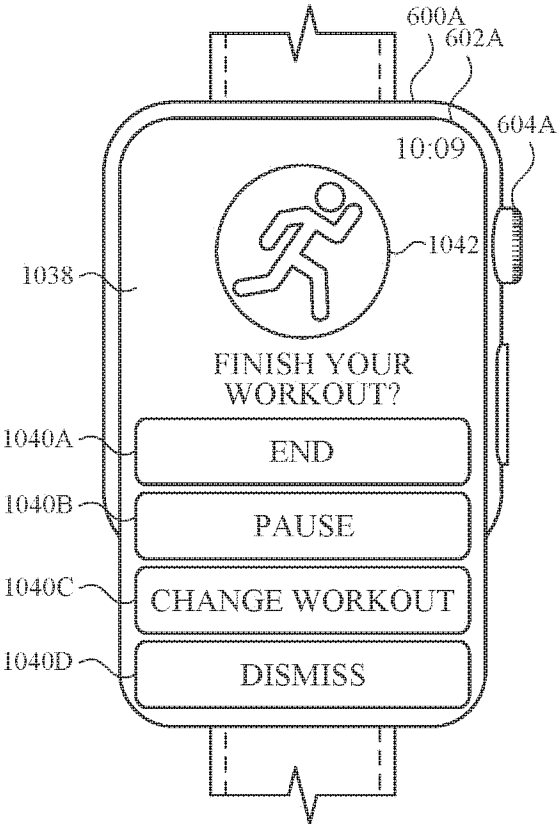 600A
602A
604A
10:09
1042
1038
FINISH YOUR
WORKOUT?
1040A
END
1040B
PAUSE
1040C
CHANGE WORKOUT
1040D
DISMISS